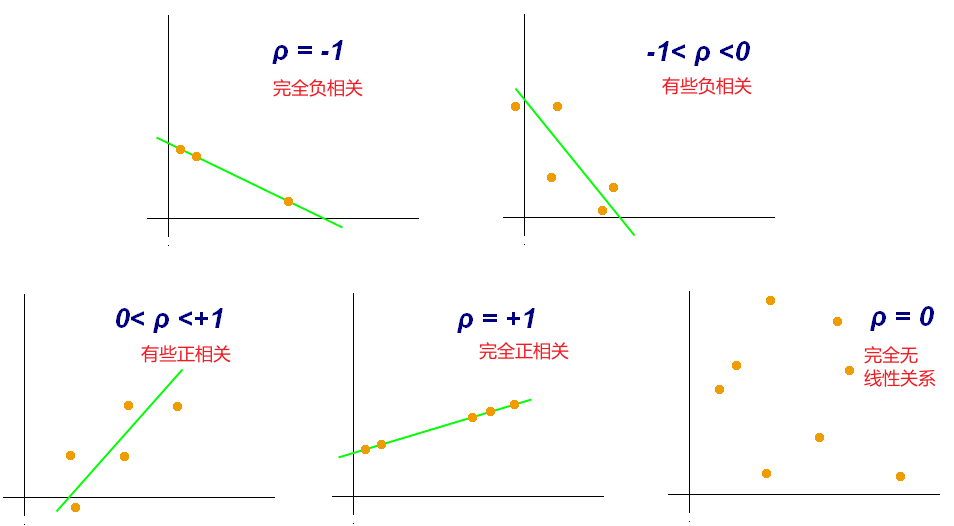 ρ = -1
完全负相关
-1< ρ <0
有些负相关
0< ρ <+1
有些正相关
ρ = +1
完全正相关
ρ = 0
完全无
线性关系